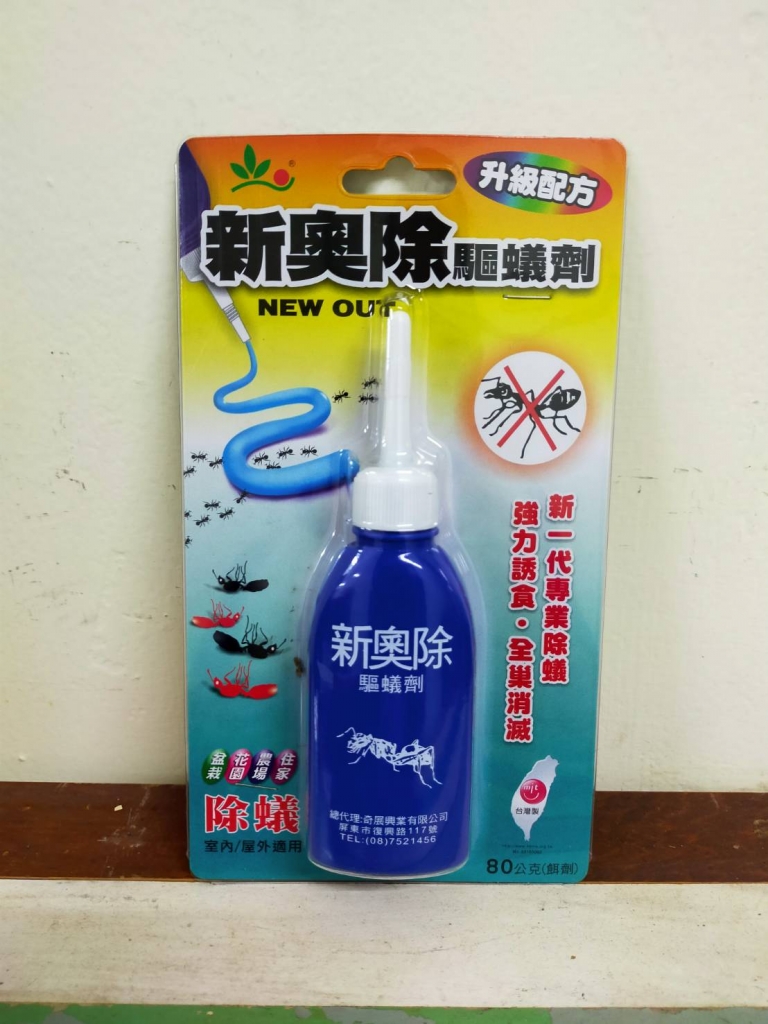 ®
升級配方
新奧除驅蟻劑
NEW OUT
新一代專業除蟻
強力誘食・全巢消滅
新奧除
驅蟻劑
總代理:奇展興業有限公司
屏東市復興路117號
TEL:(08)7521456
盆栽 花園 農場 住家
除蟻
室內/屋外適用
mit
台灣製
80公克(餌劑)